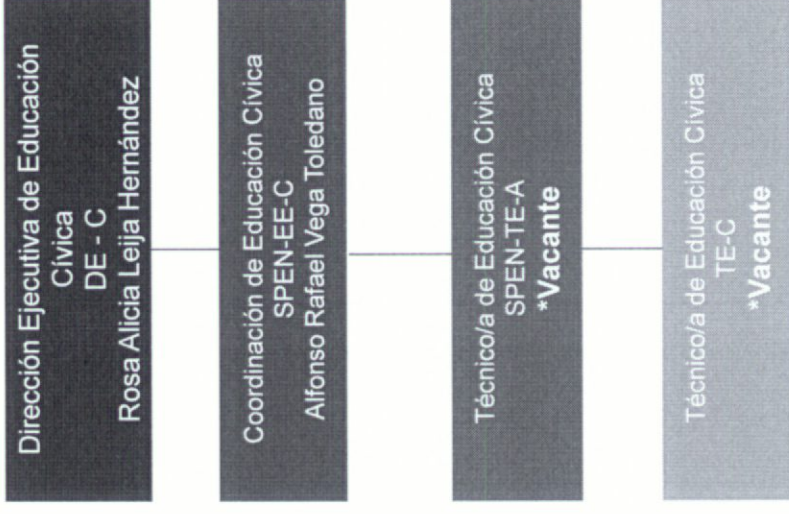 Dirección Ejecutiva de Educación
Cívica
DE - C
Rosa Alicia Leija Hernández
Coordinación de Educación Cívica
SPEN-EE-C
Alfonso Rafael Vega Toledano
Técnico/a de Educación Cívica
SPEN-TE-A
*Vacante
Técnico/a de Educación Cívica
TE-C
*Vacante